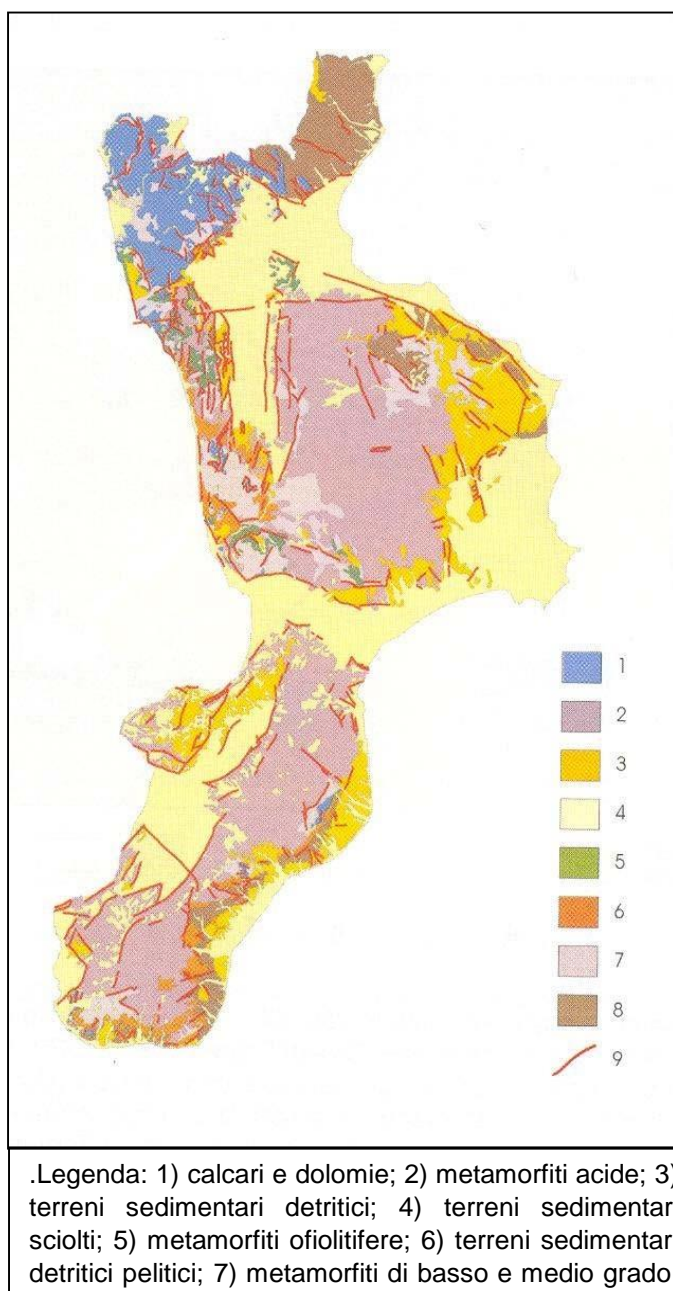 1
2
3
4
5
6
7
8
9
.Legenda: 1) calcari e dolomie; 2) metamorfiti acide; 3)
terreni sedimentari detritici; 4) terreni sedimentar
sciolti; 5) metamorfiti ofiolitifere; 6) terreni sedimentar
detritici pelitici; 7) metamorfiti di basso e medio grado